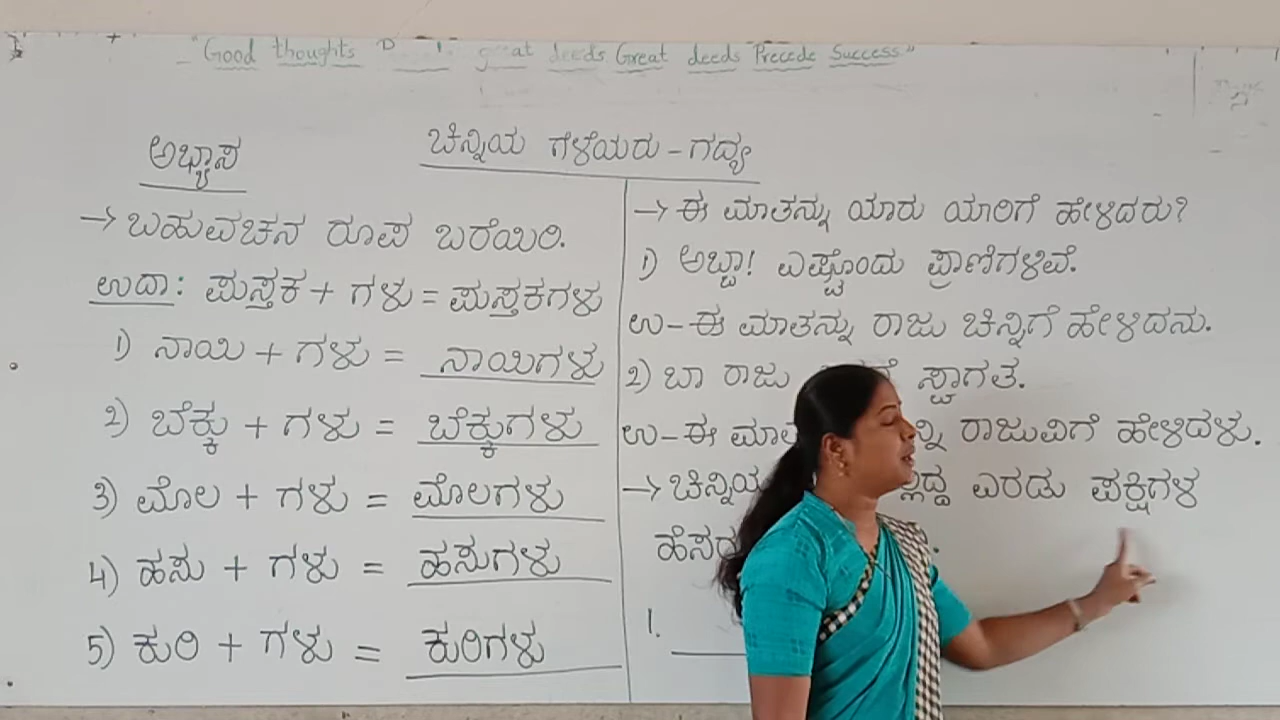 "Good thoughts great deeds Great deeds Precede Success"
ಚಿನ್ನಿಯ ಗೆಳೆಯರು - ಗದ್ಯ
ಅಭ್ಯಾಸ
→ ಬಹುವಚನ ರೂಪ ಬರೆಯಿರಿ.
ಉದಾ: ಪುಸ್ತಕ + ಗಳು = ಪುಸ್ತಕಗಳು
1) ನಾಯಿ + ಗಳು = ನಾಯಿಗಳು
2) ಬೆಕ್ಕು + ಗಳು = ಬೆಕ್ಕುಗಳು
3) ಮೊಲ + ಗಳು = ಮೊಲಗಳು
4) ಹಸು + ಗಳು = ಹಸುಗಳು
5) ಕುರಿ + ಗಳು = ಕುರಿಗಳು
→ ಈ ಮಾತನ್ನು ಯಾರು ಯಾರಿಗೆ ಹೇಳಿದರು?
1) ಅಬ್ಬಾ! ಎಷ್ಟೊಂದು ಪ್ರಾಣಿಗಳಿವೆ.
ಉ - ಈ ಮಾತನ್ನು ರಾಜು ಚಿನ್ನಿಗೆ ಹೇಳಿದನು.
2) ಬಾ ರಾಜು ಸ್ವಾಗತ.
ಉ - ಈ ರಾಜುವಿಗೆ ಹೇಳಿದಳು.
→ ಚಿನ್ನಿಯ ಎರಡು ಪಕ್ಷಿಗಳ
1.